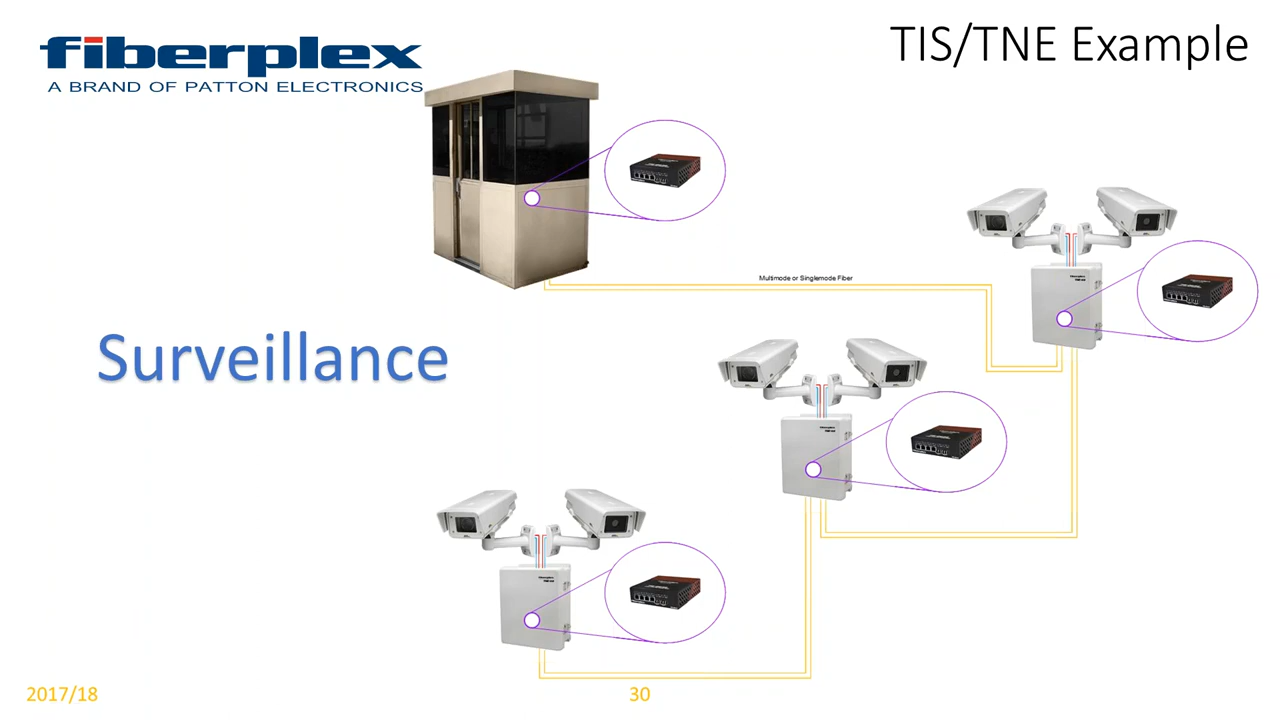 fiberplex
A BRAND OF PATTON ELECTRONICS
TIS/TNE Example
Multimode or Singlemode Fiber
Surveillance
2017/18
30